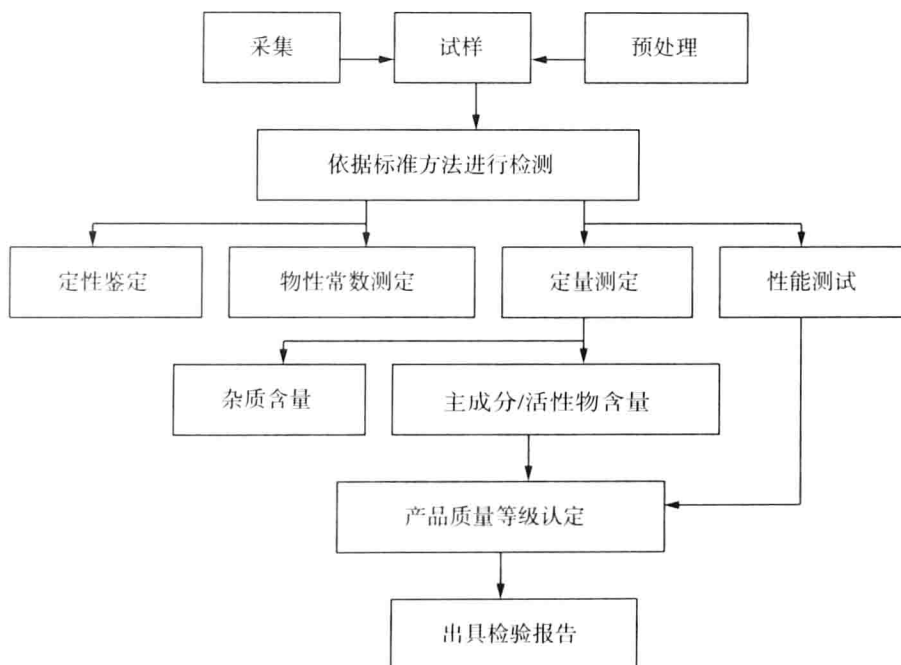 采集
试样
预处理
依据标准方法进行检测
定性鉴定
物性常数测定
定量测定
性能测试
杂质含量
主成分/活性物含量
产品质量等级认定
出具检验报告